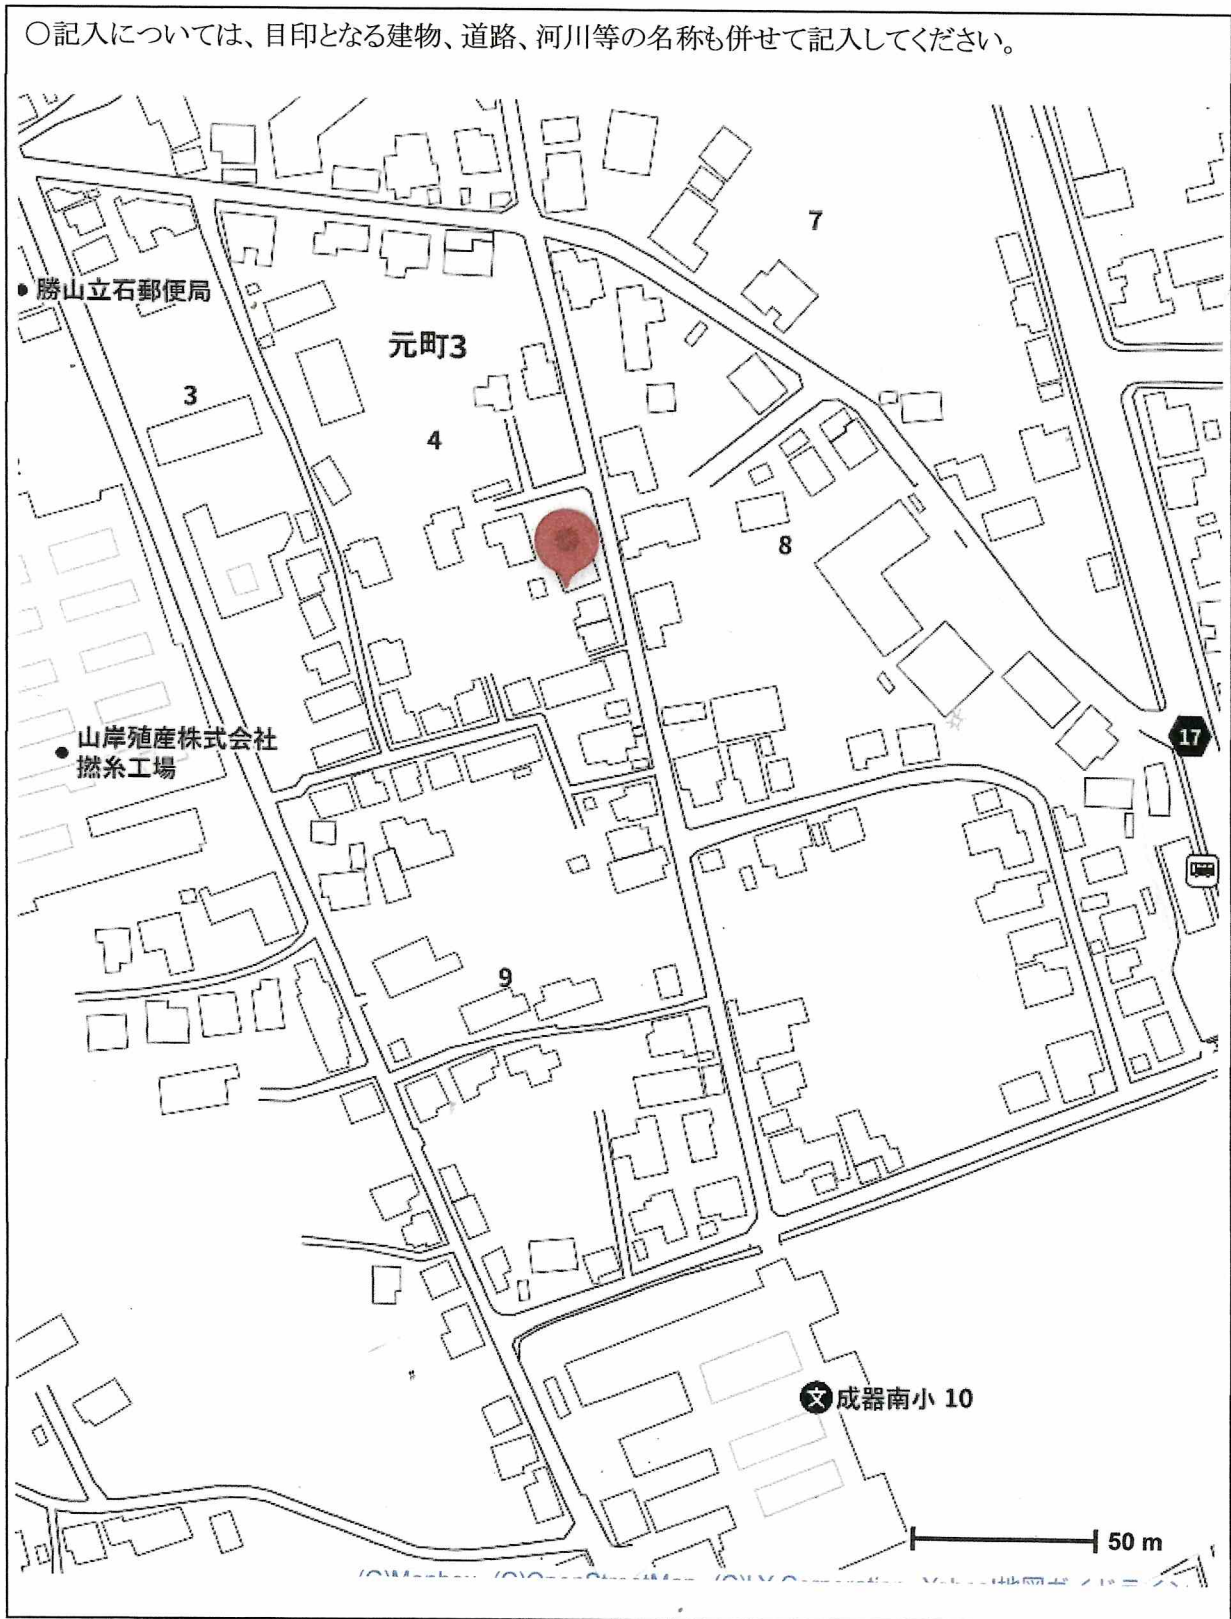 ○記入については、目印となる建物、道路、河川等の名称も併せて記入してください。
7
勝山立石郵便局
元町3
3
4
8
17
山岸殖産株式会社
撚糸工場
9
文 成器南小 10
50 m